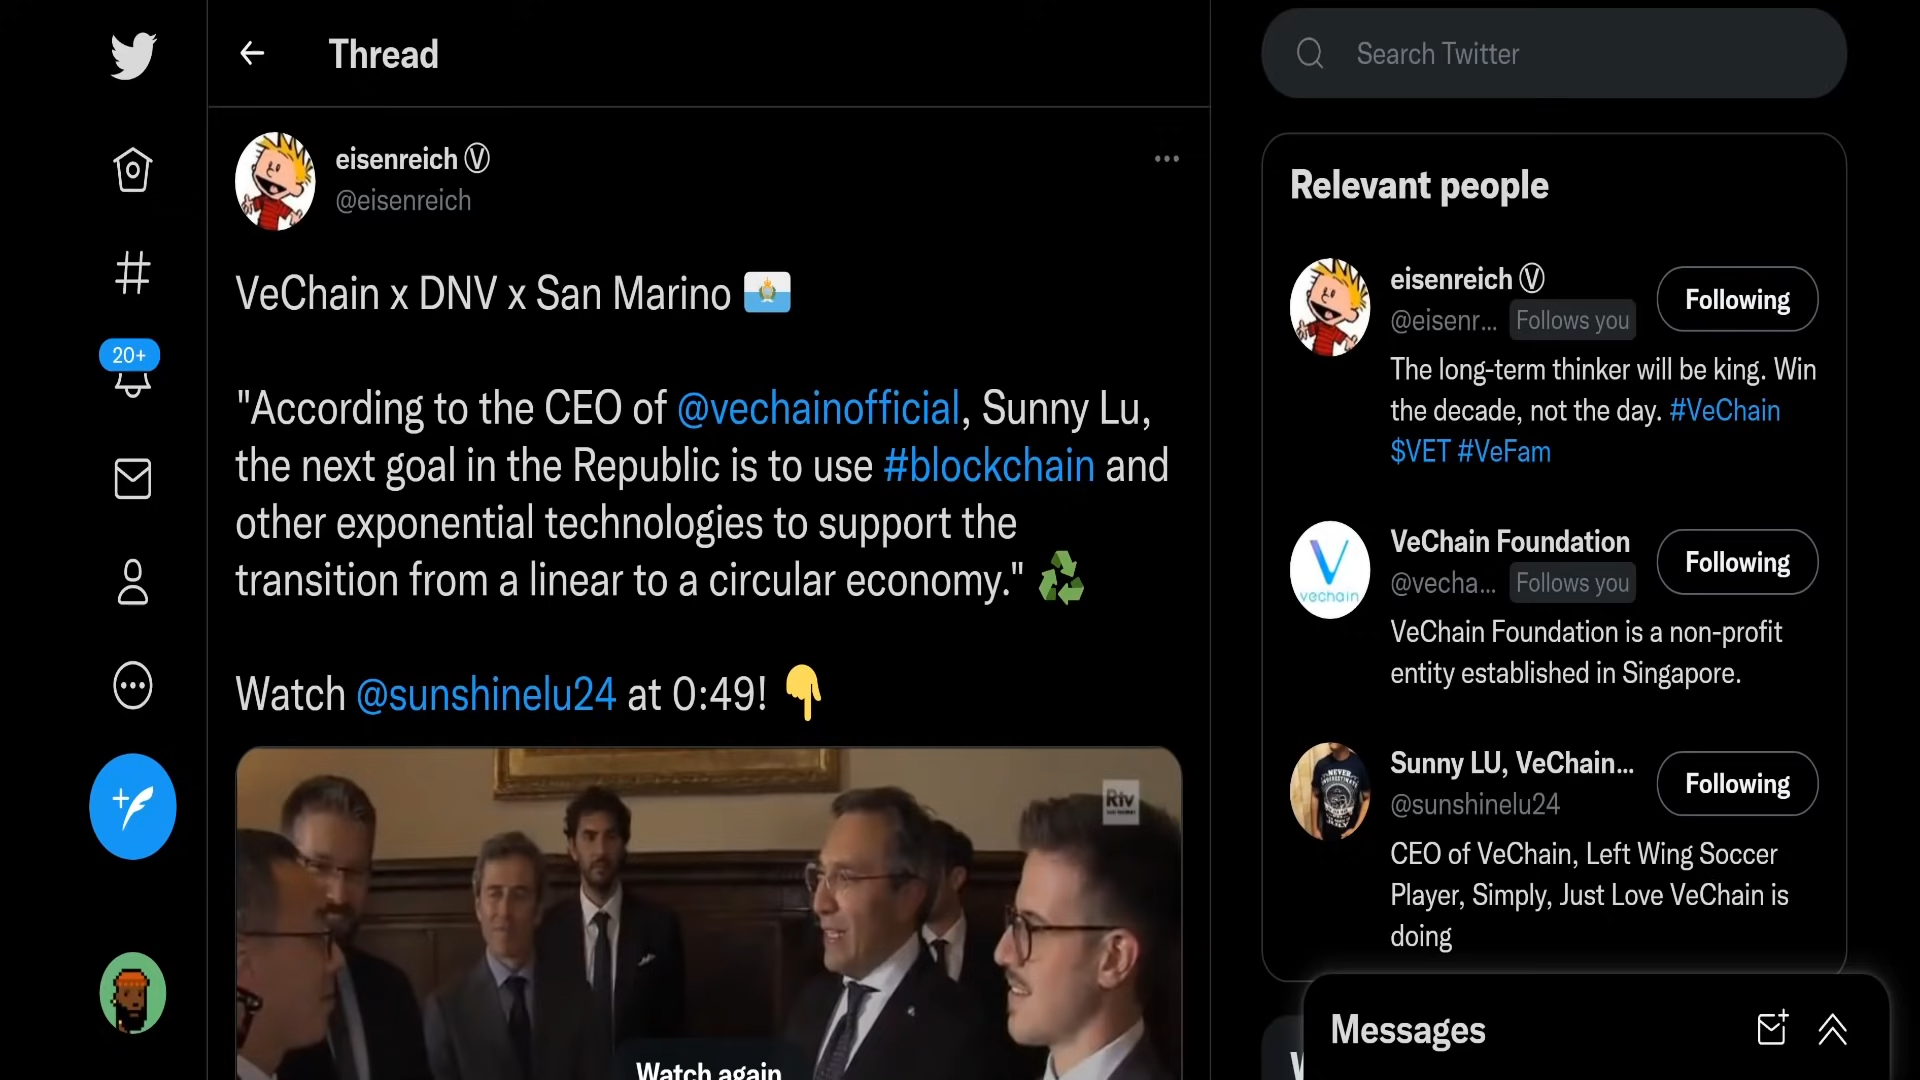 Thread
Search Twitter
20+
eisenreich Ⓥ
@eisenreich
VeChain x DNV x San Marino
"According to the CEO of @vechainofficial, Sunny Lu,
the next goal in the Republic is to use #blockchain and
other exponential technologies to support the
transition from a linear to a circular economy."
Watch @sunshinelu24 at 0:49!
Rtv
SAN MARINO
Watch again
Relevant people
eisenreich Ⓥ
@eisenr... Follows you
Following
The long-term thinker will be king. Win
the decade, not the day. #VeChain
$VET #VeFam
vechain
VeChain Foundation
@vecha... Follows you
Following
VeChain Foundation is a non-profit
entity established in Singapore.
Sunny LU, VeChain...
@sunshinelu24
Following
CEO of VeChain, Left Wing Soccer
Player, Simply, Just Love VeChain is
doing
Messages